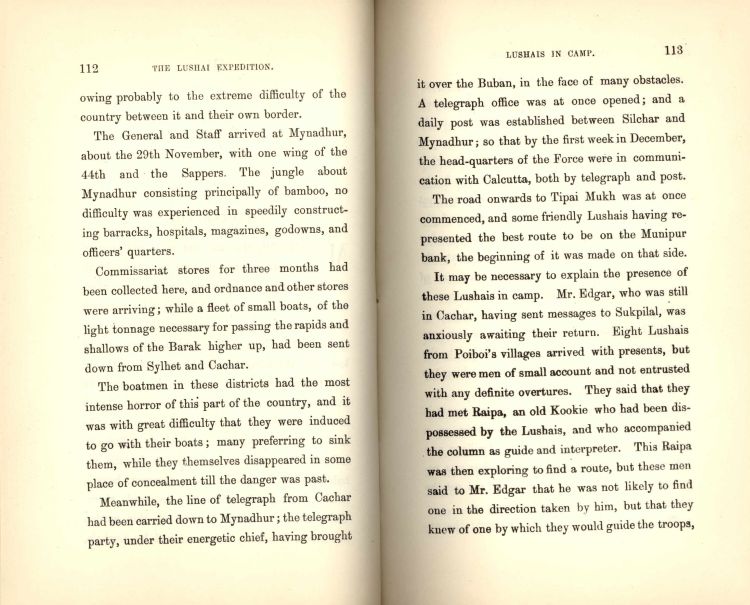 112 THE LUSHAI EXPEDITION.
owing probably to the extreme difficulty of the
country between it and their own border.
The General and Staff arrived at Mynadhur,
about the 29th November, with one wing of the
44th and the Sappers. The jungle about
Mynadhur consisting principally of bamboo, no
difficulty was experienced in speedily construct-
ing barracks, hospitals, magazines, godowns, and
officers' quarters.
Commissariat stores for three months had
been collected here, and ordnance and other stores
were arriving; while a fleet of small boats, of the
light tonnage necessary for passing the rapids and
shallows of the Barak higher up, had been sent
down from Sylhet and Cachar.
The boatmen in these districts had the most
intense horror of this part of the country, and it
was with great difficulty that they were induced
to go with their boats; many preferring to sink
them, while they themselves disappeared in some
place of concealment till the danger was past.
Meanwhile, the line of telegraph from Cachar
had been carried down to Mynadhur; the telegraph
party, under their energetic chief, having brought
LUSHAIS IN CAMP. 113
it over the Buban, in the face of many obstacles.
A telegraph office was at once opened; and a
daily post was established between Silchar and
Mynadhur; so that by the first week in December,
the head-quarters of the Force were in communi-
cation with Calcutta, both by telegraph and post.
The road onwards to Tipai Mukh was at once
commenced, and some friendly Lushais having re-
presented the best route to be on the Munipur
bank, the beginning of it was made on that side.
It may be necessary to explain the presence of
these Lushais in camp. Mr. Edgar, who was still
in Cachar, having sent messages to Sukpilal, was
anxiously awaiting their return. Eight Lushais
from Poiboi's villages arrived with presents, but
they were men of small account and not entrusted
with any definite overtures. They said that they
had met Raipa, an old Kookie who had been dis-
possessed by the Lushais, and who accompanied
the column as guide and interpreter. This Raipa
was then exploring to find a route, but these men
said to Mr. Edgar that he was not likely to find
one in the direction taken by him, but that they
knew of one by which they would guide the troops,